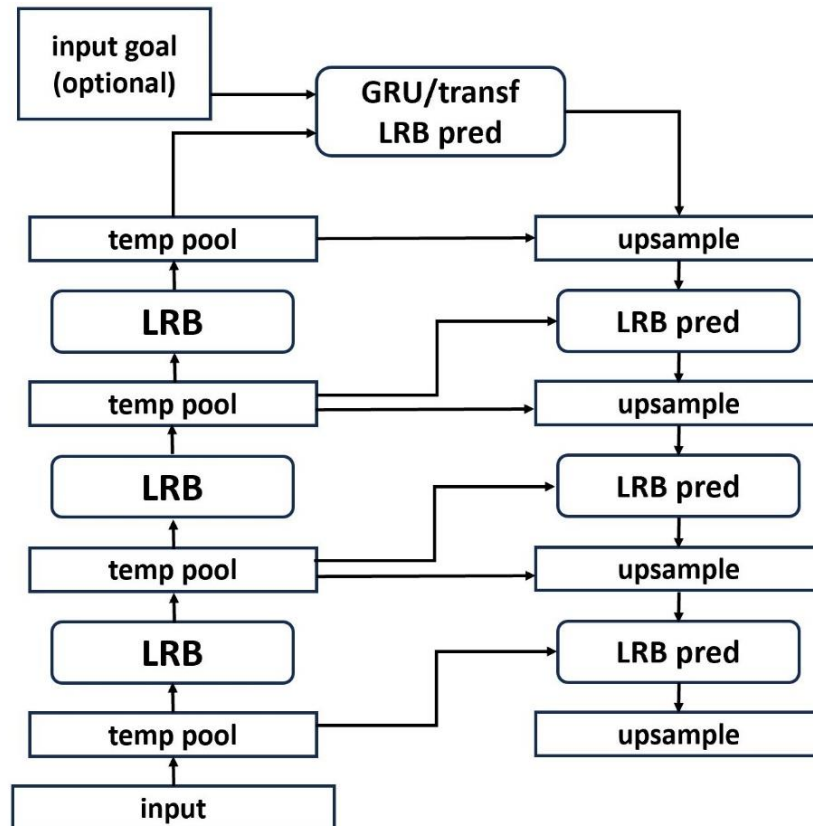 input goal
(optional)
GRU/transf
LRB pred
temp pool
upsample
LRB
LRB pred
temp pool
upsample
LRB
LRB pred
temp pool
upsample
LRB
LRB pred
temp pool
upsample
input